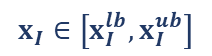 𝐱_I ∈ [𝐱_I^lb, 𝐱_I^ub]